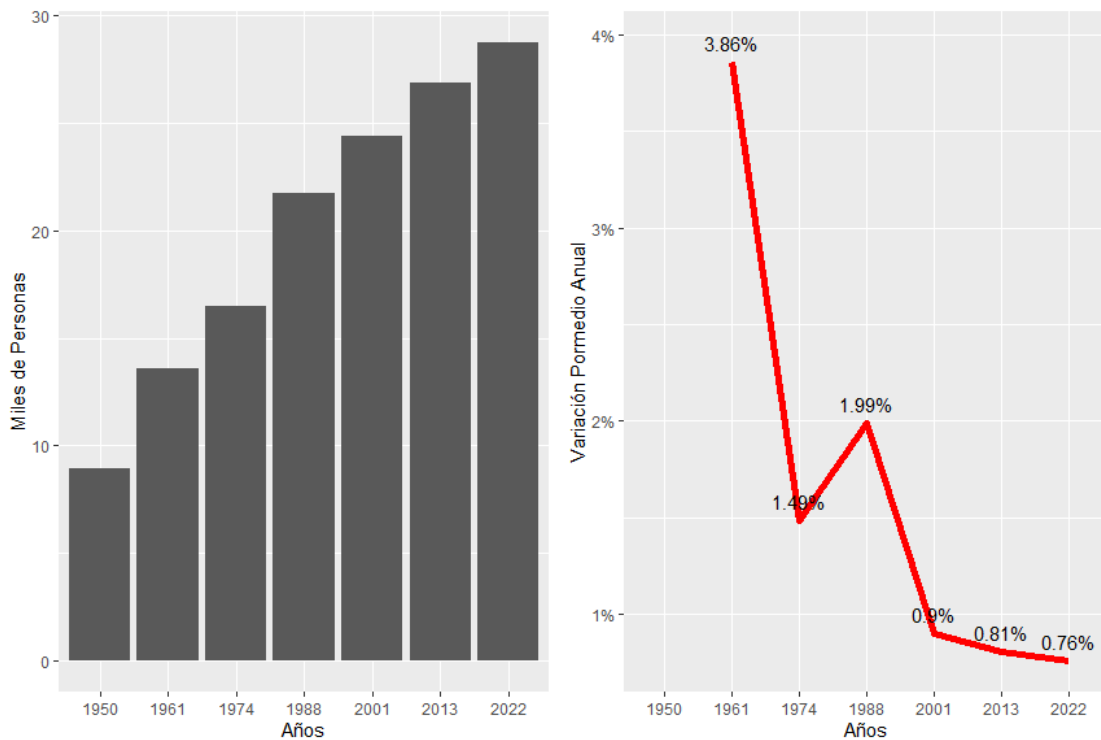 Miles de Personas
30
20
10
0
1950 1961 1974 1988 2001 2013 2022
Años
Variación Pormedio Anual
4%
3%
2%
1%
3.86%
1.49%
1.99%
0.9%
0.81%
0.76%
1950 1961 1974 1988 2001 2013 2022
Años